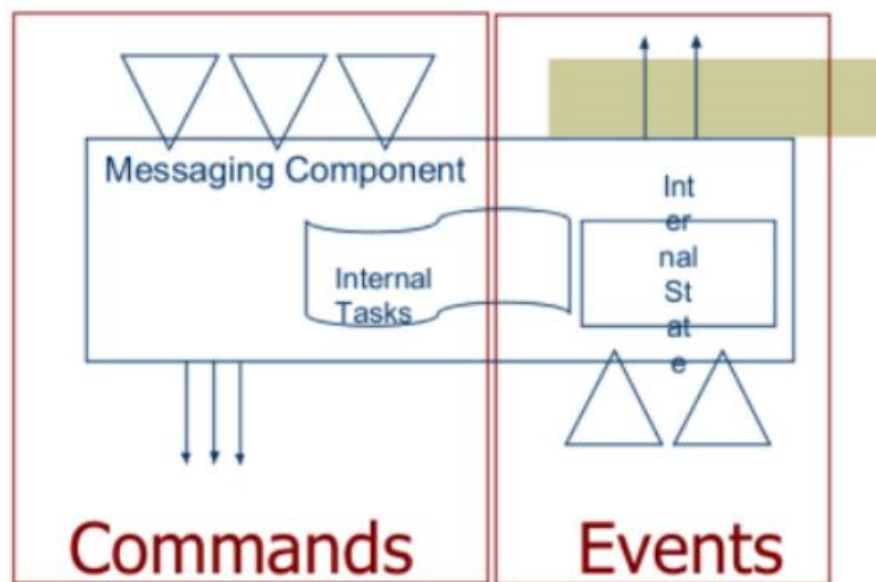 Messaging Component
Int
er
nal
St
at
e
Internal
Tasks
Commands
Events